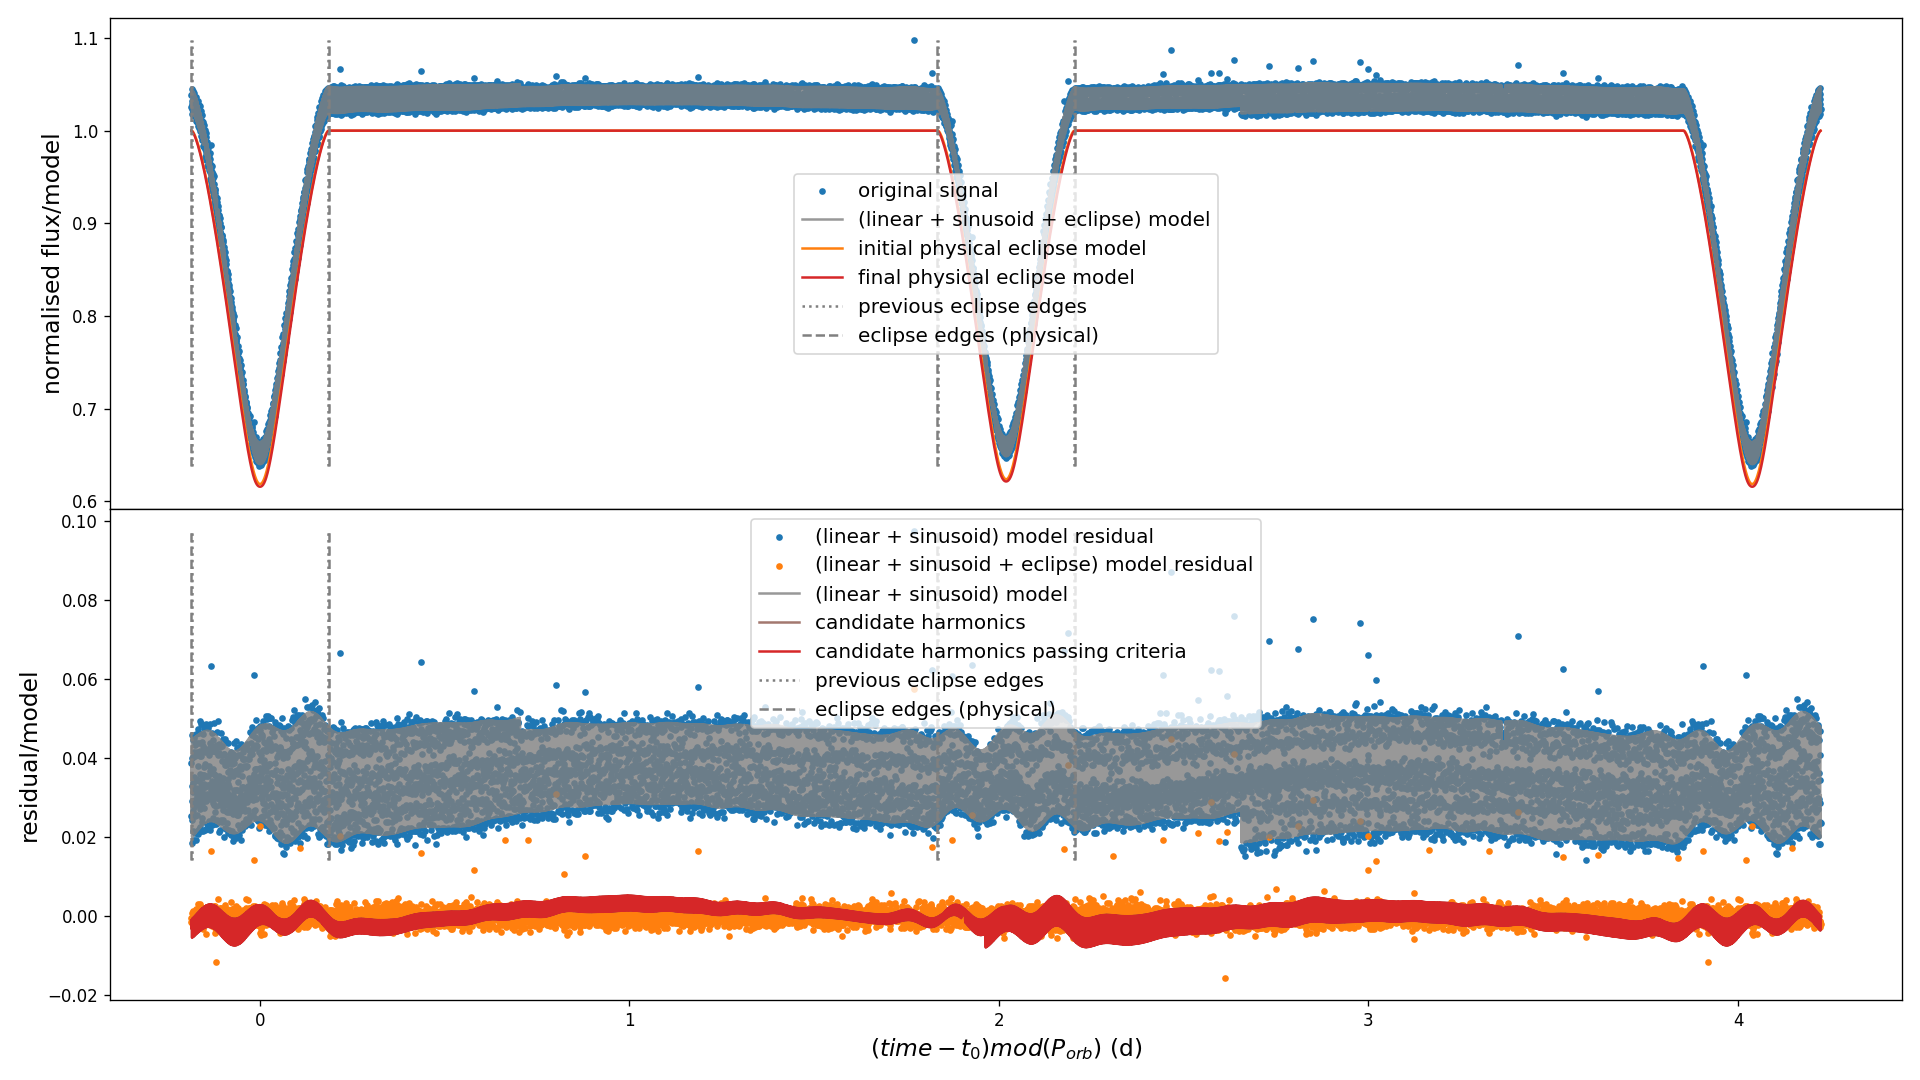 1.1
1.0
0.9
0.8
0.7
0.6
normalised flux/model
original signal
(linear + sinusoid + eclipse) model
initial physical eclipse model
final physical eclipse model
previous eclipse edges
eclipse edges (physical)
0.10
0.08
0.06
0.04
0.02
0.00
−0.02
residual/model
(linear + sinusoid) model residual
(linear + sinusoid + eclipse) model residual
(linear + sinusoid) model
candidate harmonics
candidate harmonics passing criteria
previous eclipse edges
eclipse edges (physical)
0 1 2 3 4
(time − t₀)mod(P_orb) (d)